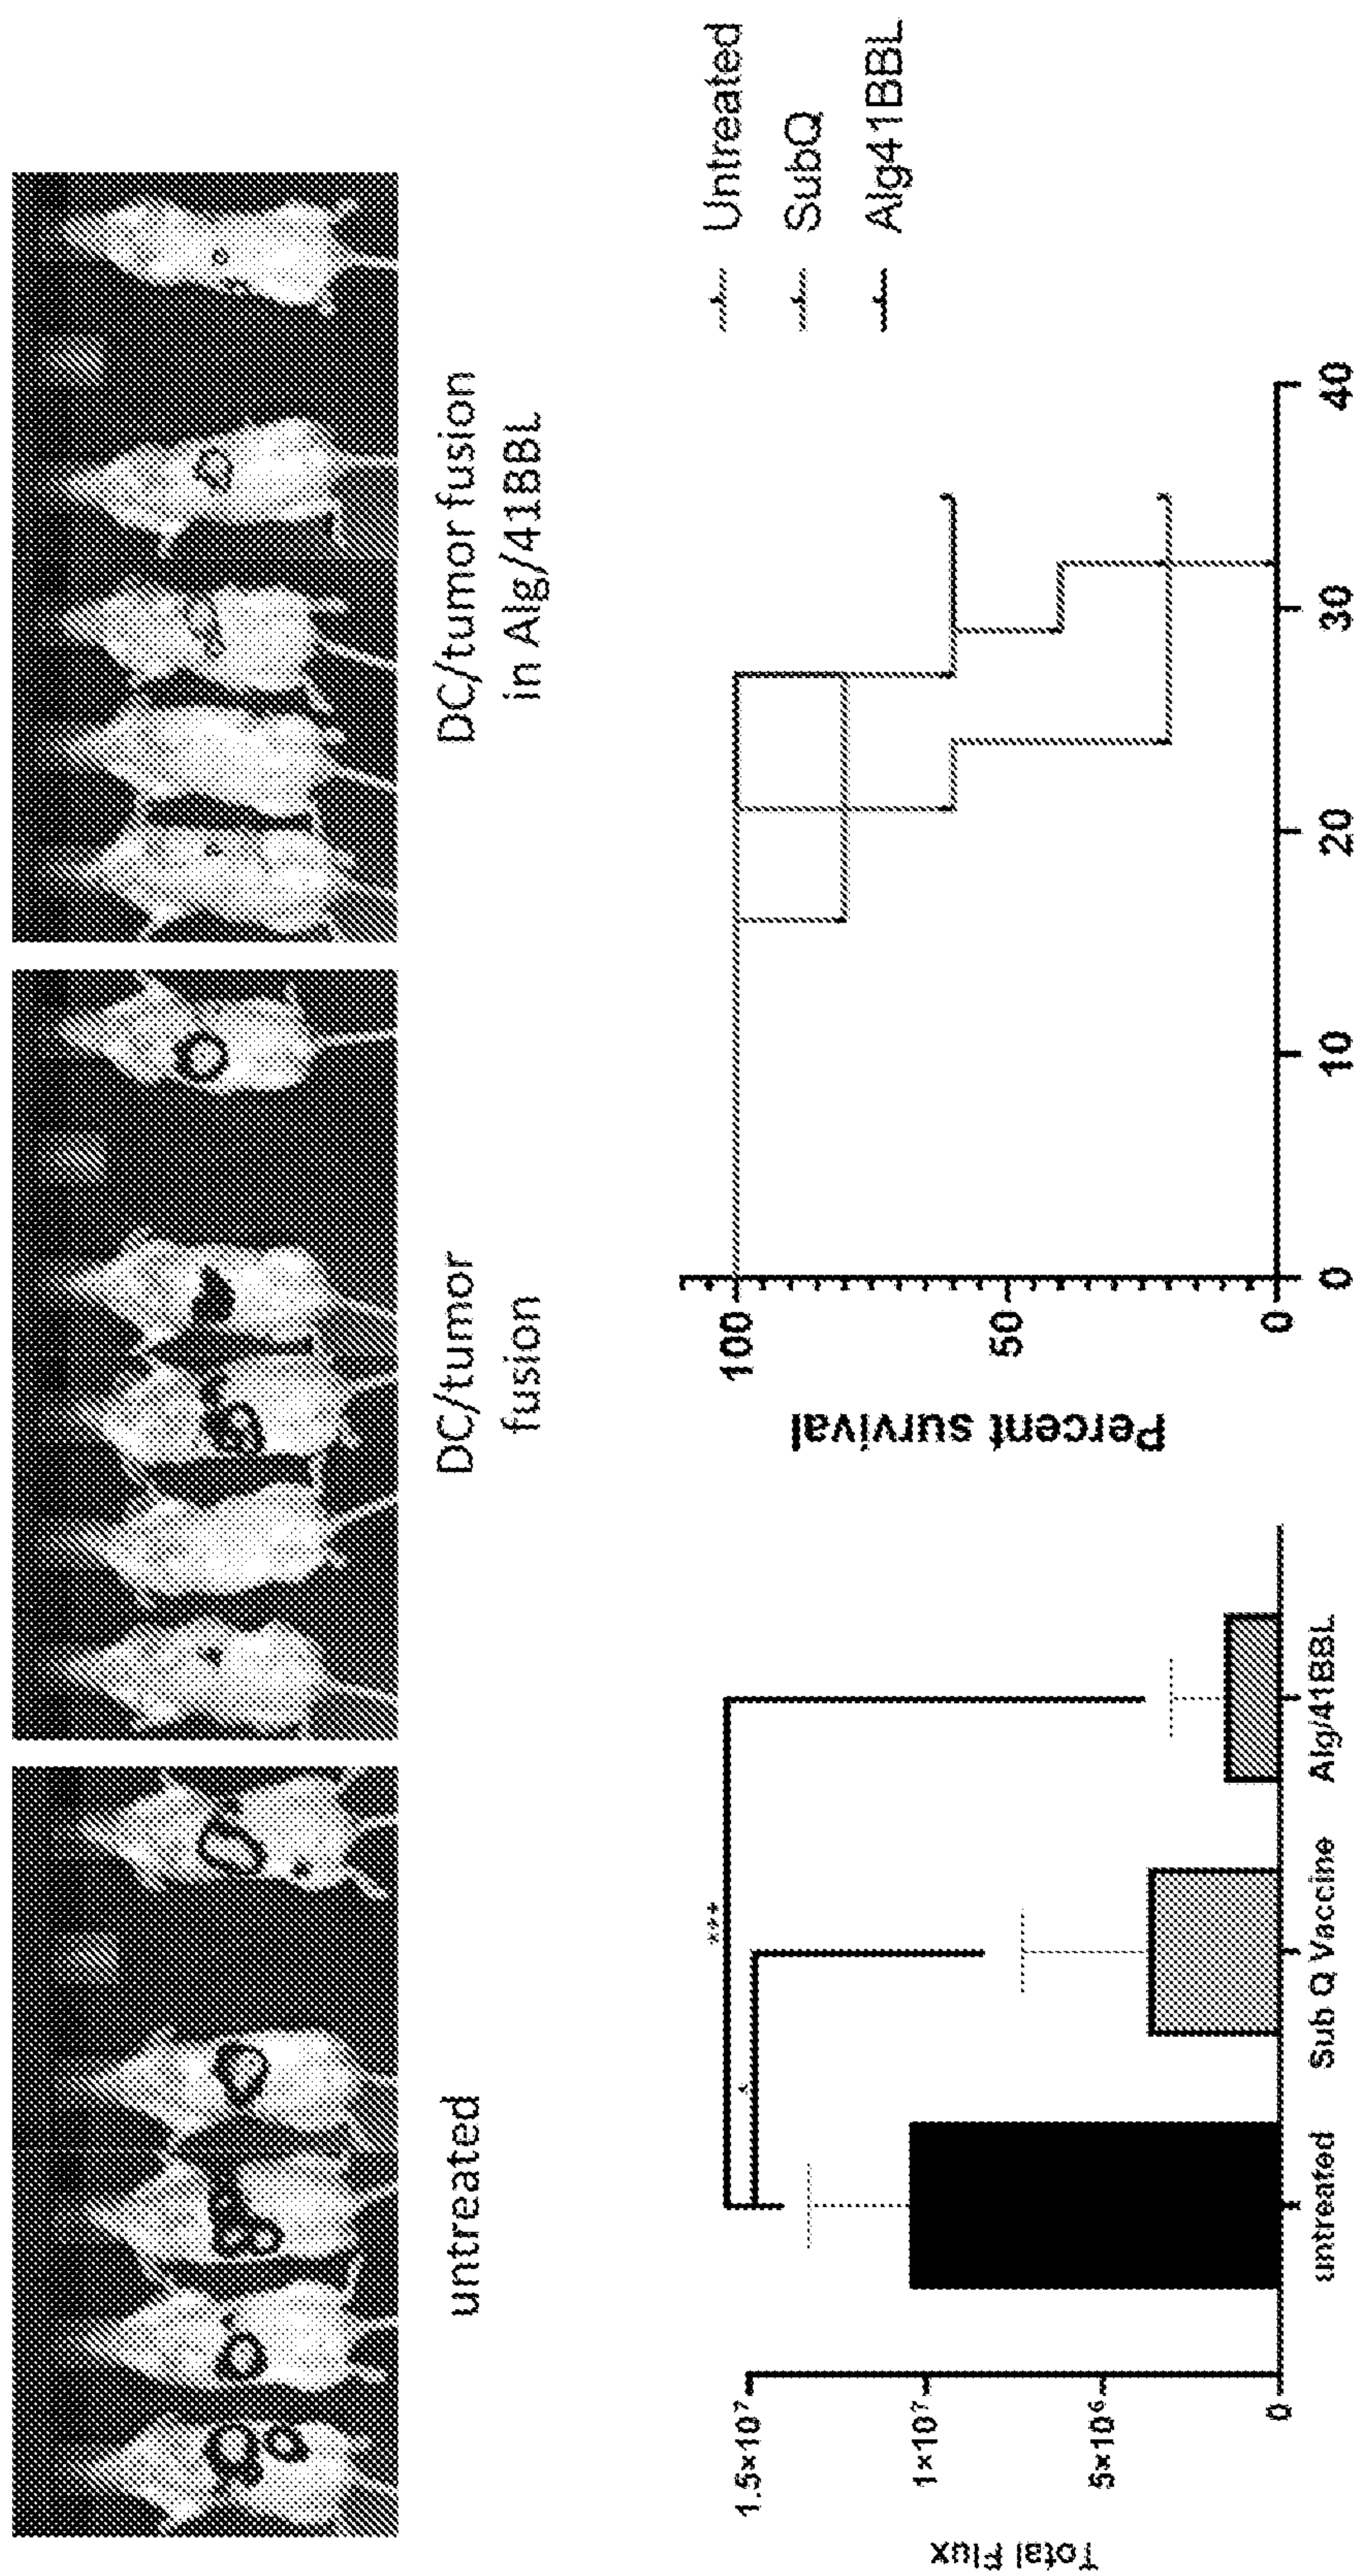 untreated
DC/tumor
fusion
DC/tumor fusion
in Alg/41BBL
Total Flux
1.5×10⁷
1×10⁷
5×10⁶
0
***
*
untreated
Sub Q Vaccine
Alg/41BBL
Percent survival
100
50
0
0
10
20
30
40
Untreated
SubQ
Alg41BBL